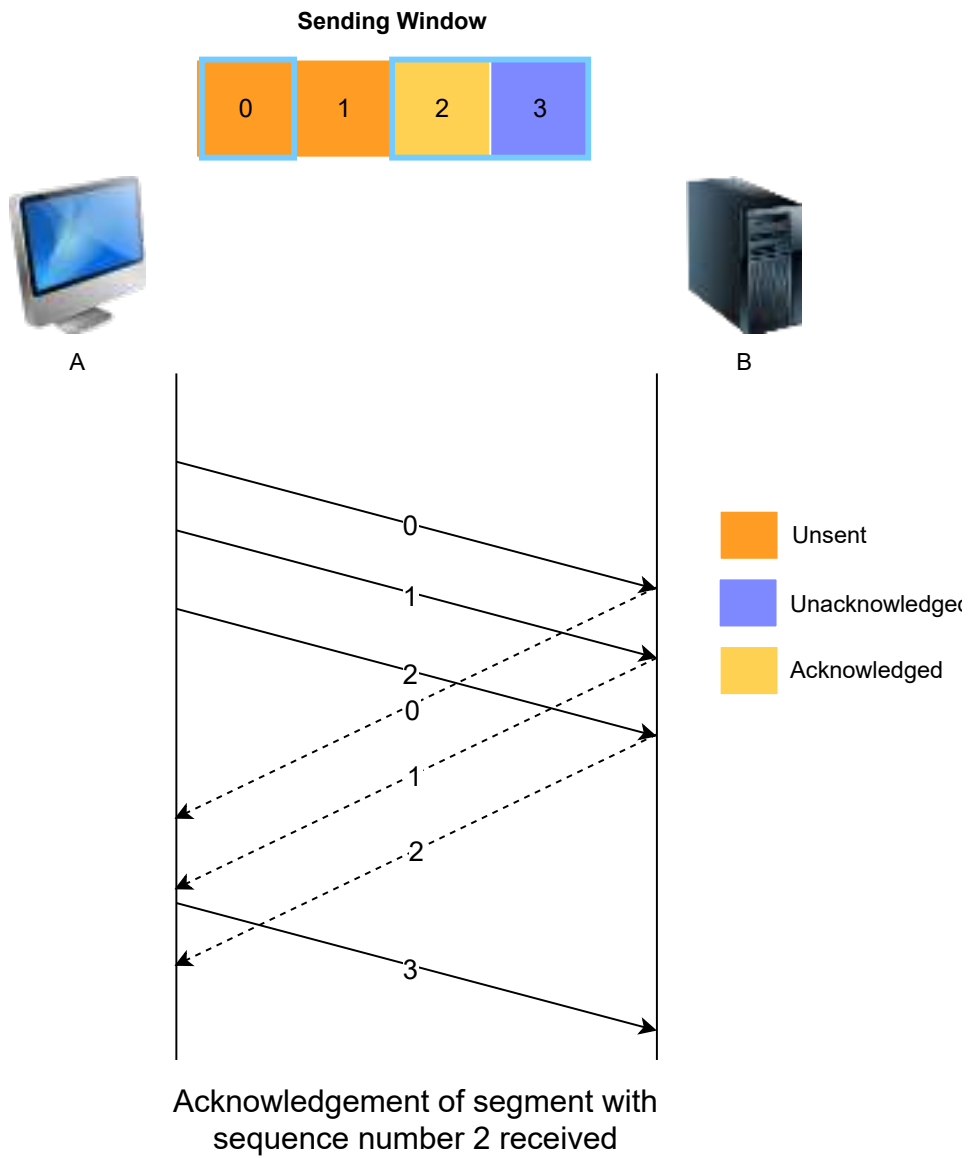 Sending Window
0 1 2 3
A B
0
1
Unsent
Unacknowledged
2
Acknowledged
0
1
2
3
Acknowledgement of segment with
sequence number 2 received